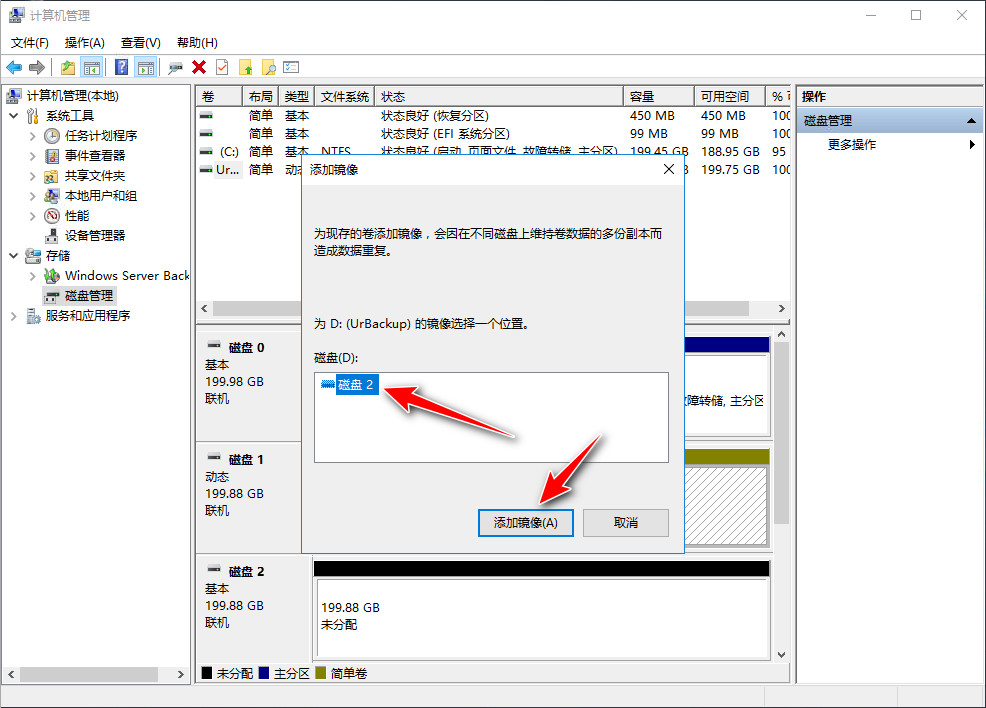 计算机管理
文件(F) 操作(A) 查看(V) 帮助(H)
计算机管理(本地)
系统工具
任务计划程序
事件查看器
共享文件夹
本地用户和组
性能
设备管理器
存储
Windows Server Back
磁盘管理
服务和应用程序
卷 布局 类型 文件系统 状态 容量 可用空间 %
简单 基本 状态良好 (恢复分区) 450 MB 450 MB 100
简单 基本 状态良好 (EFI 系统分区) 99 MB 99 MB 100
(C:) 简单 基本 NTFS 状态良好 (启动, 页面文件, 故障转储, 主分区) 199.45 GB 188.95 GB 95
Ur... 简单 199.75 GB 100
添加镜像
为现存的卷添加镜像，会因在不同磁盘上维持卷数据的多份副本而
造成数据重复。
为 D: (UrBackup) 的镜像选择一个位置。
磁盘(D):
磁盘 2
添加镜像(A) 取消
磁盘 0
基本
199.98 GB
联机
障转储, 主分区
磁盘 1
动态
199.88 GB
联机
磁盘 2
基本
199.88 GB
联机
199.88 GB
未分配
未分配 主分区 简单卷
操作
磁盘管理
更多操作